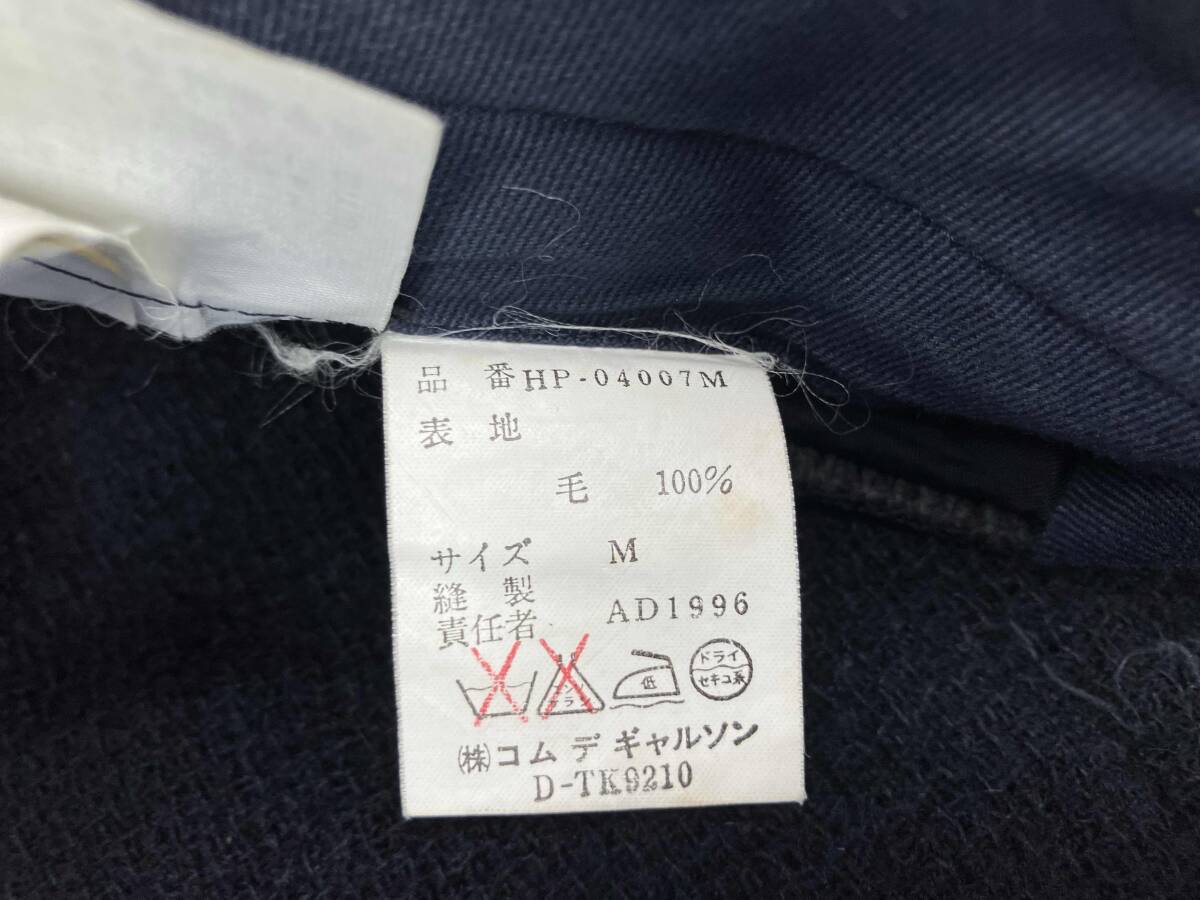 品 番 HP-04007M
表 地
毛 100%
サイズ M
縫 製
責任者 AD1996
低
ドライ
セキユ系
㈱コム デ ギャルソン
D-TK9210